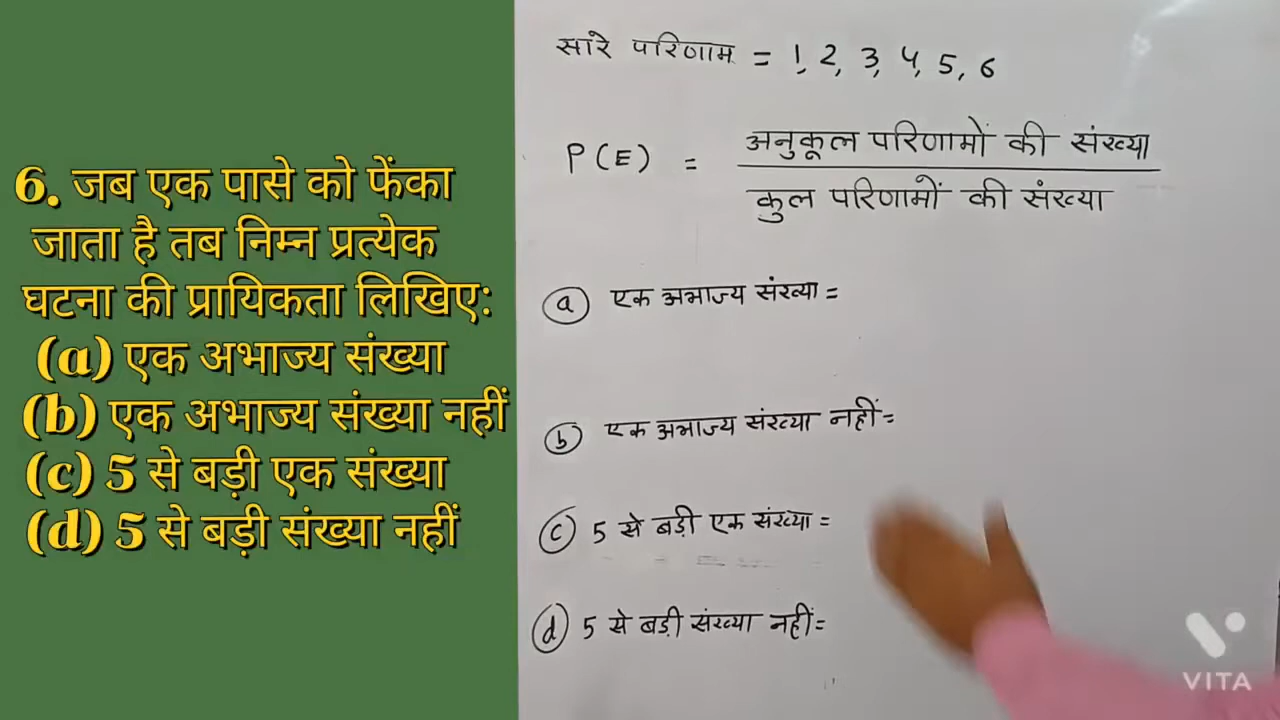 6. जब एक पासे को फेंका
जाता है तब निम्न प्रत्येक
घटना की प्रायिकता लिखिए:
(a) एक अभाज्य संख्या
(b) एक अभाज्य संख्या नहीं
(c) 5 से बड़ी एक संख्या
(d) 5 से बड़ी संख्या नहीं
सारे परिणाम = 1, 2, 3, 4, 5, 6
P(E) = अनुकूल परिणामों की संख्या
कुल परिणामों की संख्या
(a) एक अभाज्य संख्या =
(b) एक अभाज्य संख्या नहीं =
(c) 5 से बड़ी एक संख्या =
(d) 5 से बड़ी संख्या नहीं =
VITA